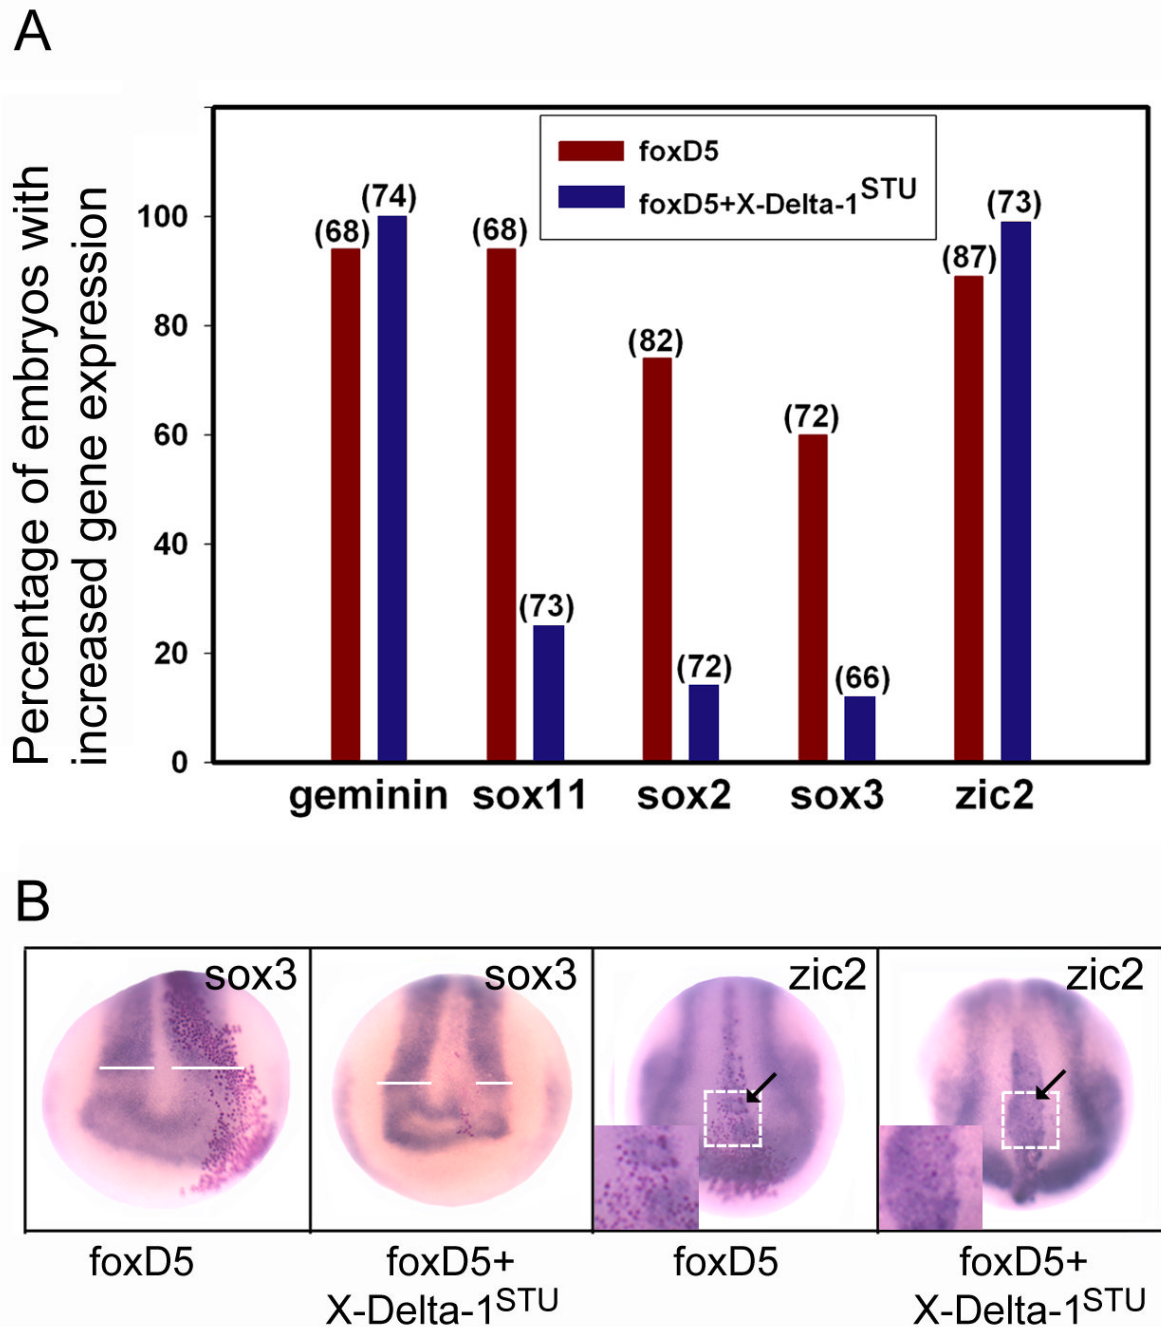 A
Percentage of embryos with
increased gene expression
foxD5
foxD5+X-Delta-1STU
100
80
60
40
20
0
(68)
(74)
(68)
(73)
(82)
(72)
(72)
(66)
(87)
(73)
geminin sox11 sox2 sox3 zic2
B
sox3 sox3 zic2 zic2
foxD5 foxD5+ foxD5 foxD5+
X-Delta-1STU X-Delta-1STU